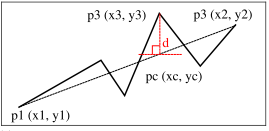 p3 (x3, y3)
p3 (x2, y2)
d
pc (xc, yc)
p1 (x1, y1)